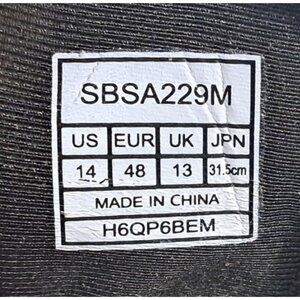 SBSA229M
US EUR UK JPN
14 48 13 31.5cm
MADE IN CHINA
H6QP6BEM